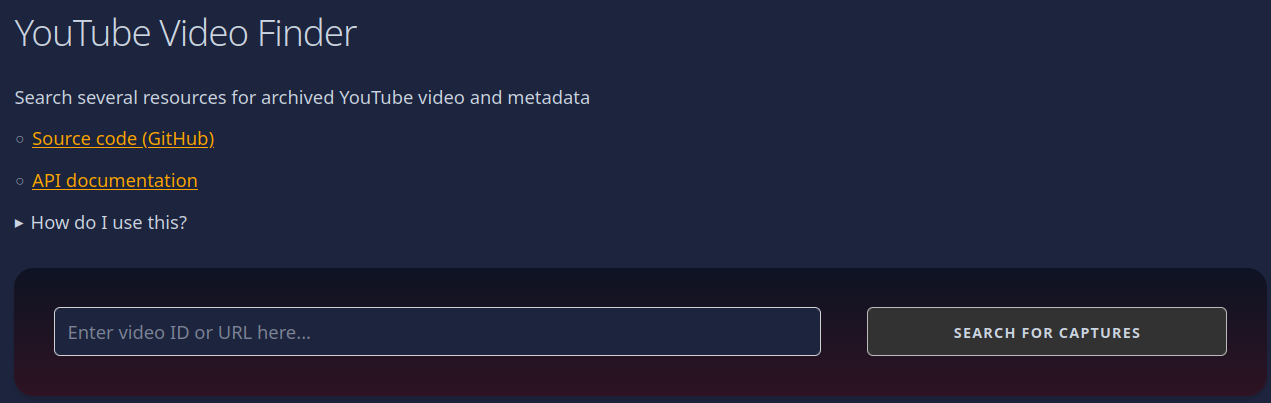 YouTube Video Finder
Search several resources for archived YouTube video and metadata
Source code (GitHub)
API documentation
How do I use this?
Enter video ID or URL here...
SEARCH FOR CAPTURES